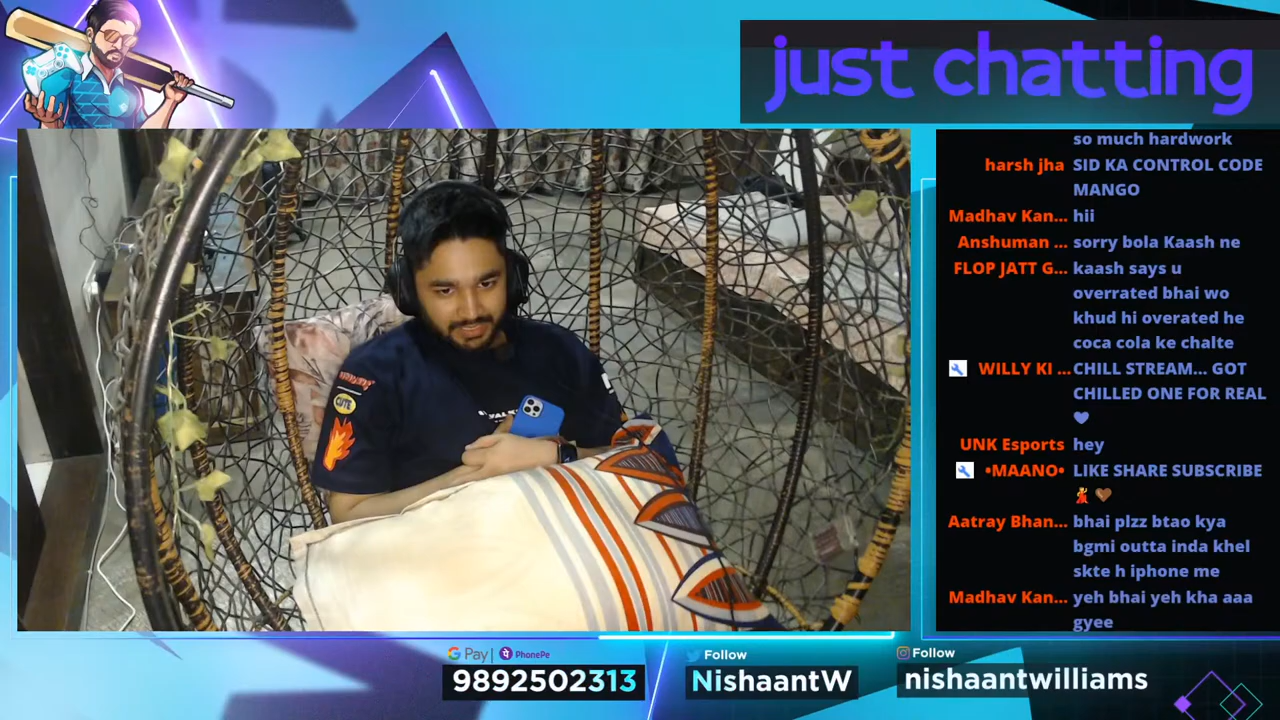 just chatting
so much hardwork
harsh jha SID KA CONTROL CODE
MANGO
Madhav Kan... hii
Anshuman ... sorry bola Kaash ne
FLOP JATT G... kaash says u
overrated bhai wo
khud hi overated he
coca cola ke chalte
WILLY KI ... CHILL STREAM... GOT
CHILLED ONE FOR REAL
UNK Esports hey
•MAANO• LIKE SHARE SUBSCRIBE
Aatray Bhan... bhai plzz btao kya
bgmi outta inda khel
skte h iphone me
Madhav Kan... yeh bhai yeh kha aaa
gyee
CUTE
G Pay | PhonePe
9892502313
Follow
NishaantW
Follow
nishaantwilliams